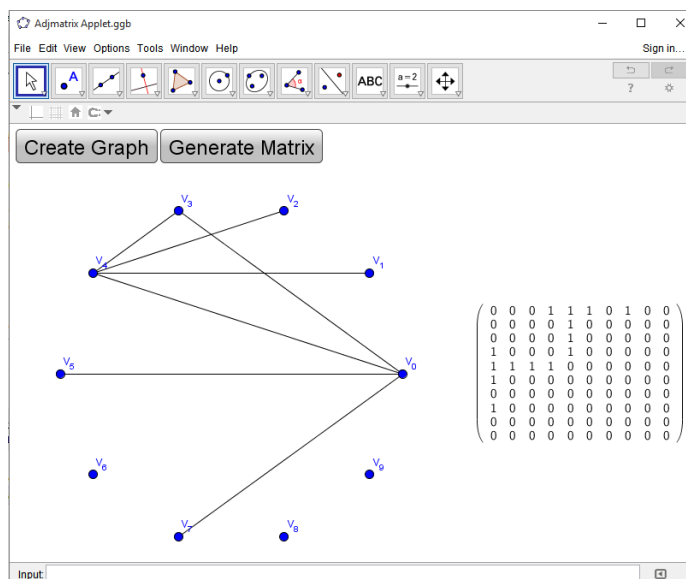 Adjmatrix Applet.ggb
File Edit View Options Tools Window Help
Sign in...
A
α
ABC
a=2
?
Create Graph Generate Matrix
V3
V2
V4
V1
V5
V0
V6
V9
V7
V8
0 0 0 1 1 1 0 1 0 0
0 0 0 0 1 0 0 0 0 0
0 0 0 0 1 0 0 0 0 0
1 0 0 0 1 0 0 0 0 0
1 1 1 1 0 0 0 0 0 0
1 0 0 0 0 0 0 0 0 0
0 0 0 0 0 0 0 0 0 0
1 0 0 0 0 0 0 0 0 0
0 0 0 0 0 0 0 0 0 0
0 0 0 0 0 0 0 0 0 0
Input: